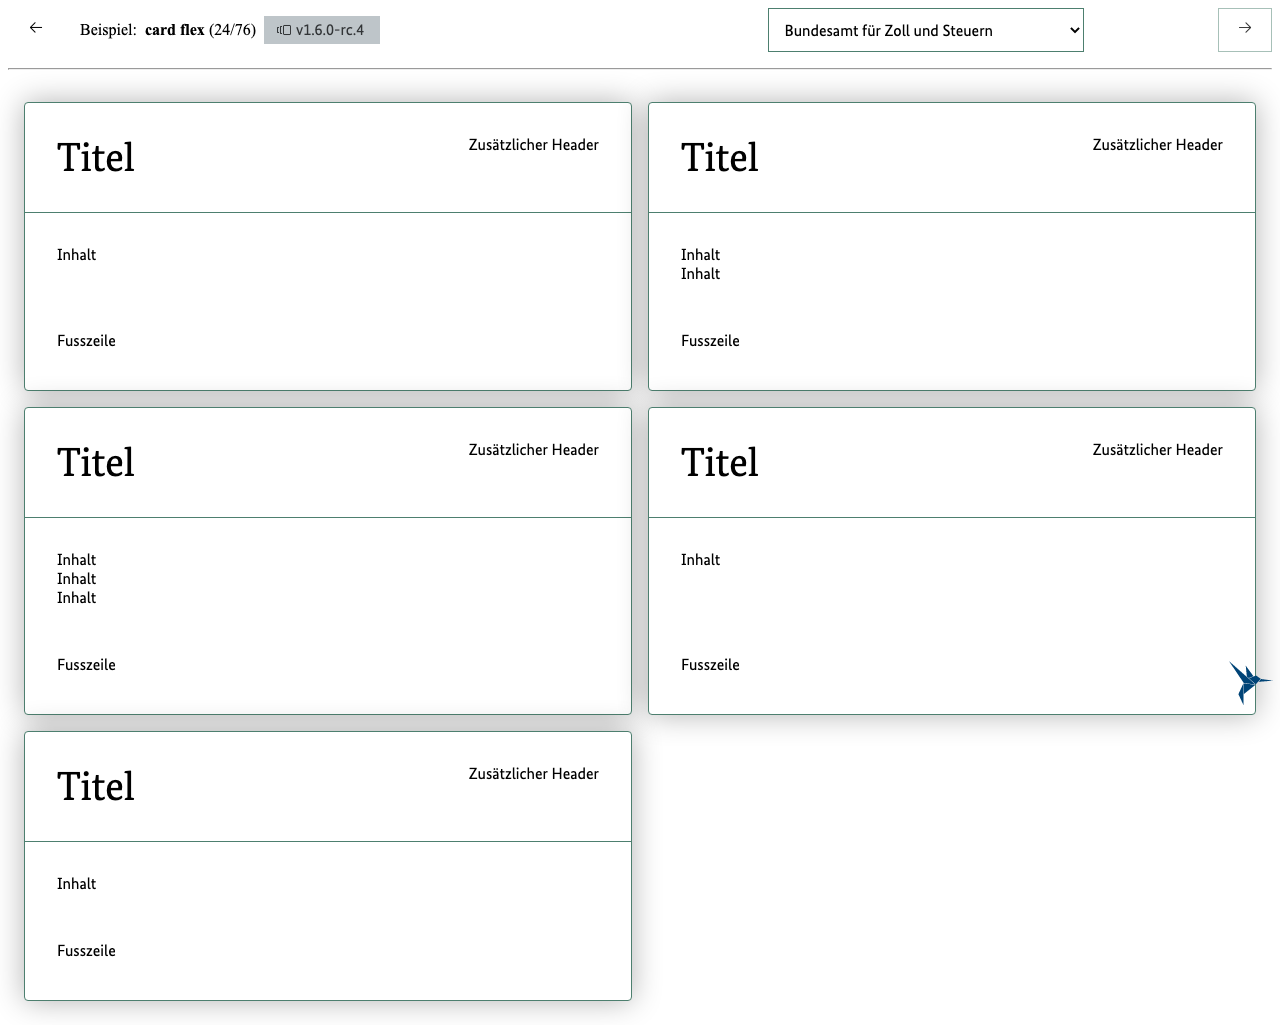 Beispiel: card flex (24/76) v1.6.0-rc.4 Bundesamt für Zoll und Steuern
Titel
Zusätzlicher Header
Inhalt
Fusszeile
Titel
Zusätzlicher Header
Inhalt
Inhalt
Fusszeile
Titel
Zusätzlicher Header
Inhalt
Inhalt
Inhalt
Fusszeile
Titel
Zusätzlicher Header
Inhalt
Fusszeile
Titel
Zusätzlicher Header
Inhalt
Fusszeile